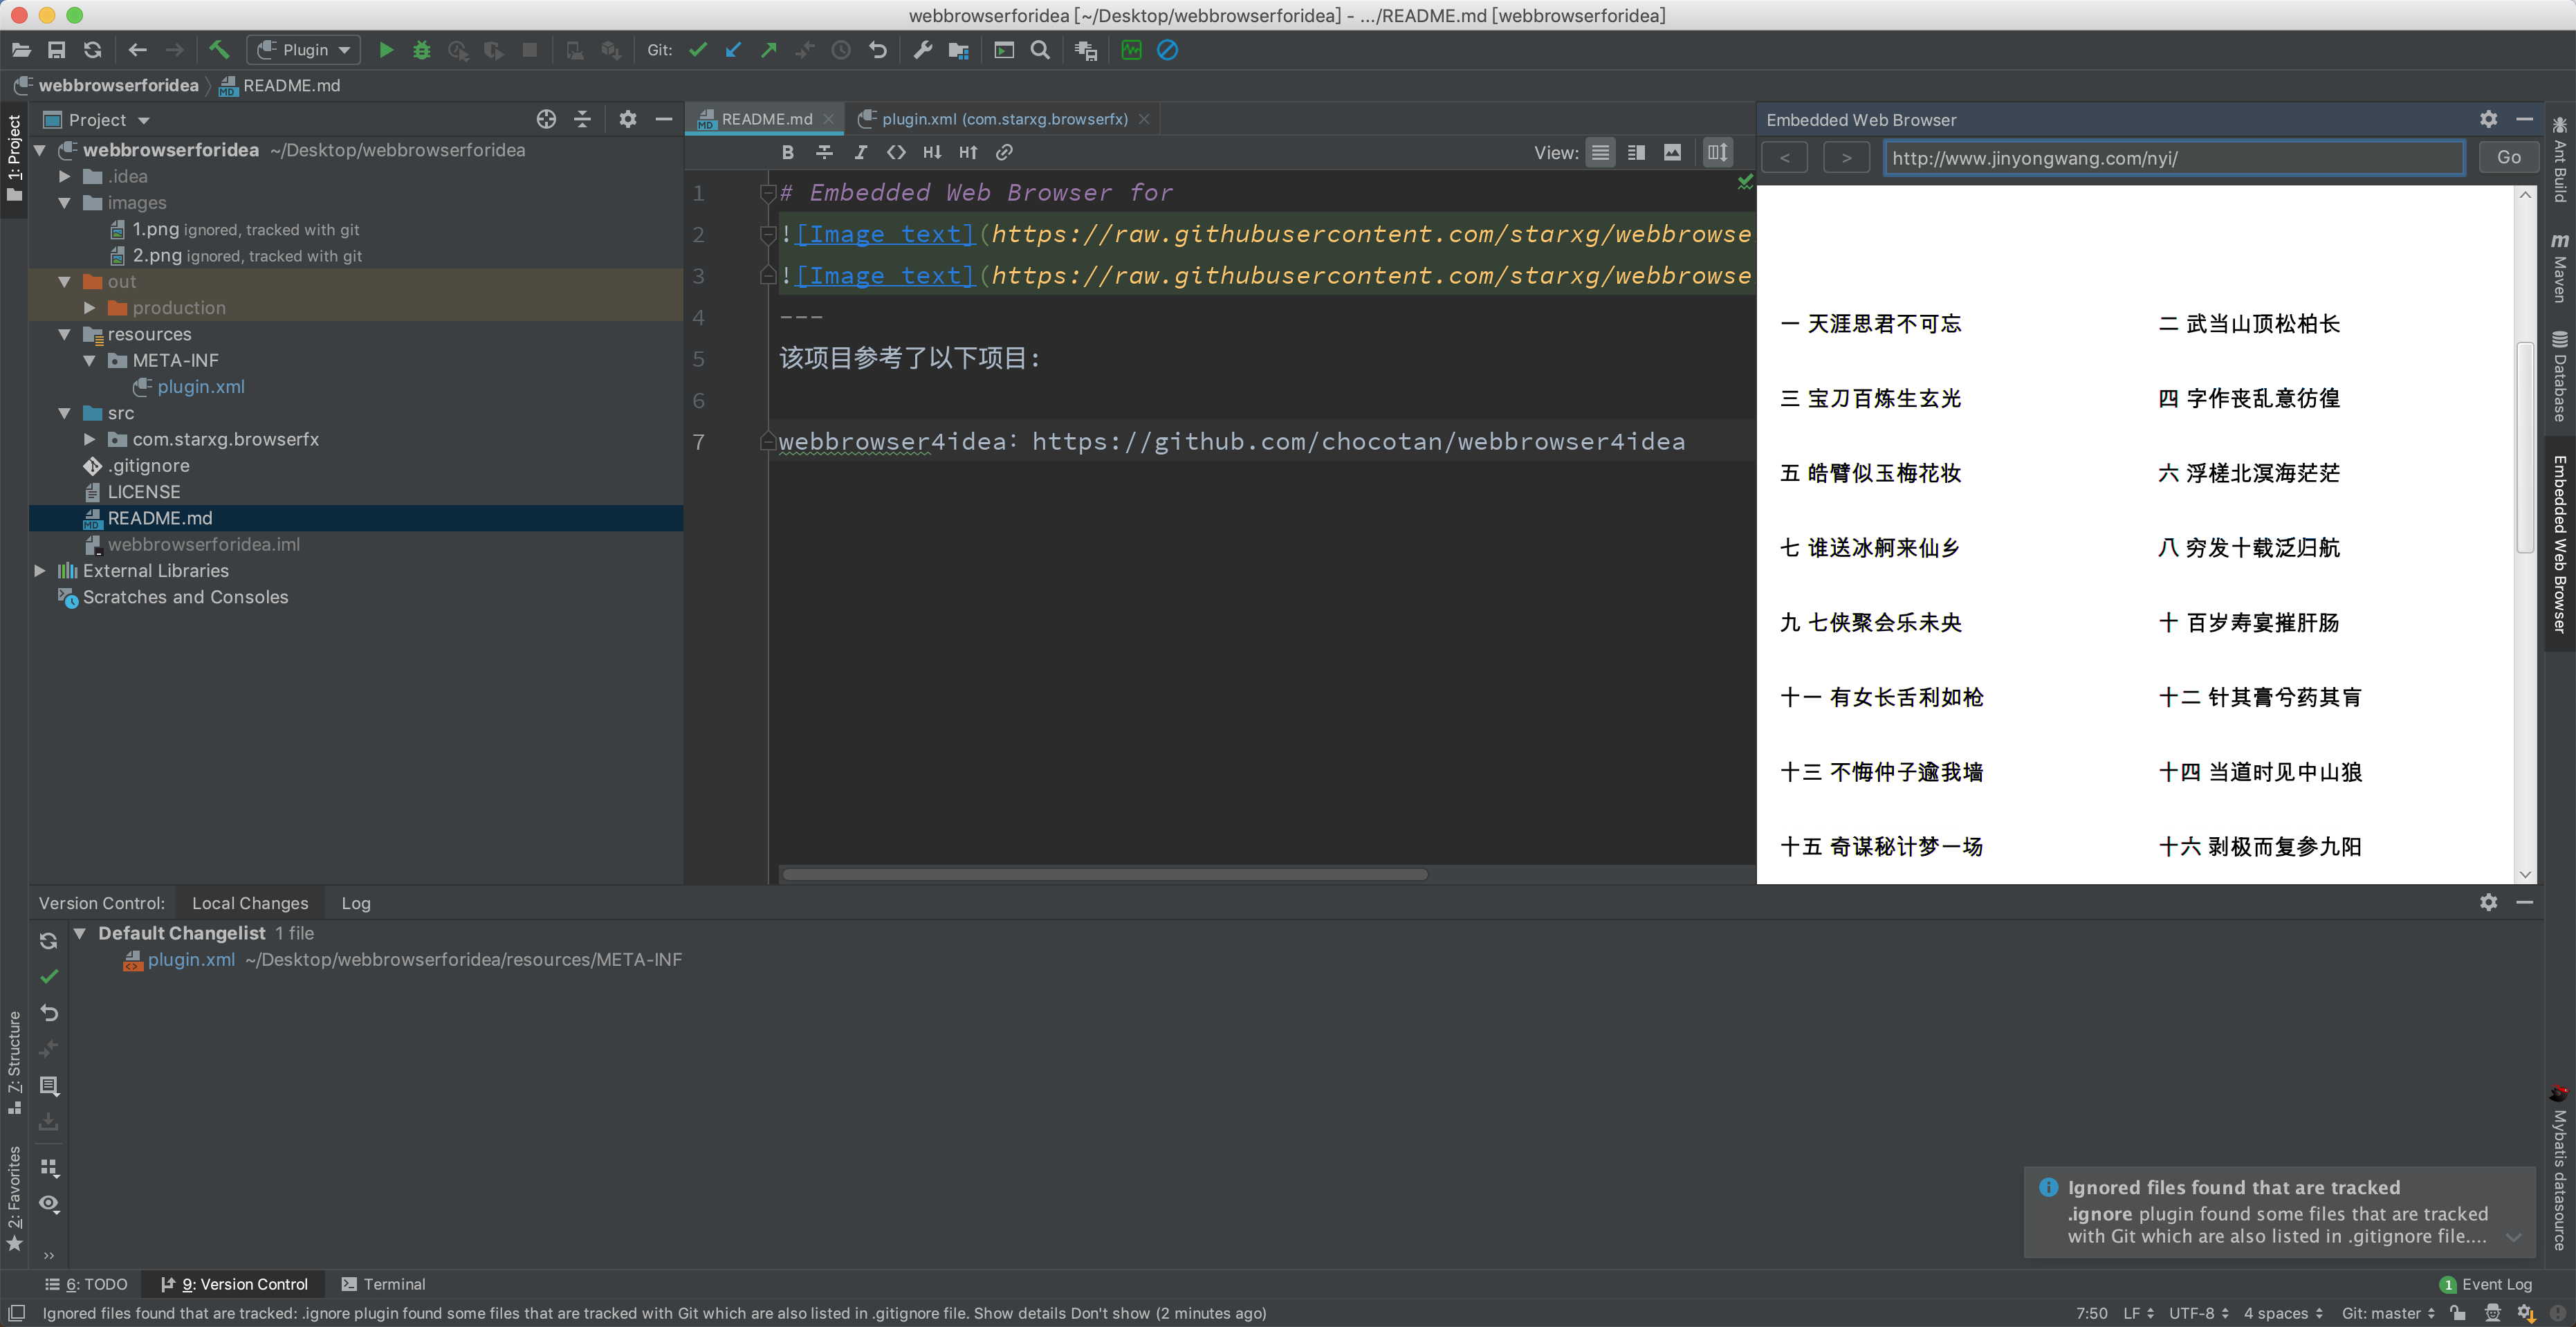 webbrowserforidea [~/Desktop/webbrowserforidea] - .../README.md [webbrowserforidea]
Plugin
Git:
webbrowserforidea
README.md
1: Project
Project
webbrowserforidea ~/Desktop/webbrowserforidea
.idea
images
1.png ignored, tracked with git
2.png ignored, tracked with git
out
production
resources
META-INF
plugin.xml
src
com.starxg.browserfx
.gitignore
LICENSE
README.md
webbrowserforidea.iml
External Libraries
Scratches and Consoles
README.md
plugin.xml (com.starxg.browserfx)
B I <> H↓ H↑
View:
1 # Embedded Web Browser for
2 ![Image text](https://raw.githubusercontent.com/starxg/webbrowse
3 ![Image text](https://raw.githubusercontent.com/starxg/webbrowse
4 ---
5 该项目参考了以下项目：
6
7 webbrowser4idea：https://github.com/chocotan/webbrowser4idea
Embedded Web Browser
< > http://www.jinyongwang.com/nyi/ Go
一 天涯思君不可忘 二 武当山顶松柏长
三 宝刀百炼生玄光 四 字作丧乱意彷徨
五 皓臂似玉梅花妆 六 浮槎北溟海茫茫
七 谁送冰舸来仙乡 八 穷发十载泛归航
九 七侠聚会乐未央 十 百岁寿宴摧肝肠
十一 有女长舌利如枪 十二 针其膏兮药其肓
十三 不悔仲子逾我墙 十四 当道时见中山狼
十五 奇谋秘计梦一场 十六 剥极而复参九阳
Ant Build
Maven
Database
Embedded Web Browser
Mybatis datasource
Version Control: Local Changes Log
Default Changelist 1 file
plugin.xml ~/Desktop/webbrowserforidea/resources/META-INF
7: Structure
2: Favorites
Ignored files found that are tracked
.ignore plugin found some files that are tracked
with Git which are also listed in .gitignore file....
6: TODO
9: Version Control
Terminal
1 Event Log
Ignored files found that are tracked: .ignore plugin found some files that are tracked with Git which are also listed in .gitignore file. Show details Don't show (2 minutes ago)
7:50 LF UTF-8 4 spaces Git: master